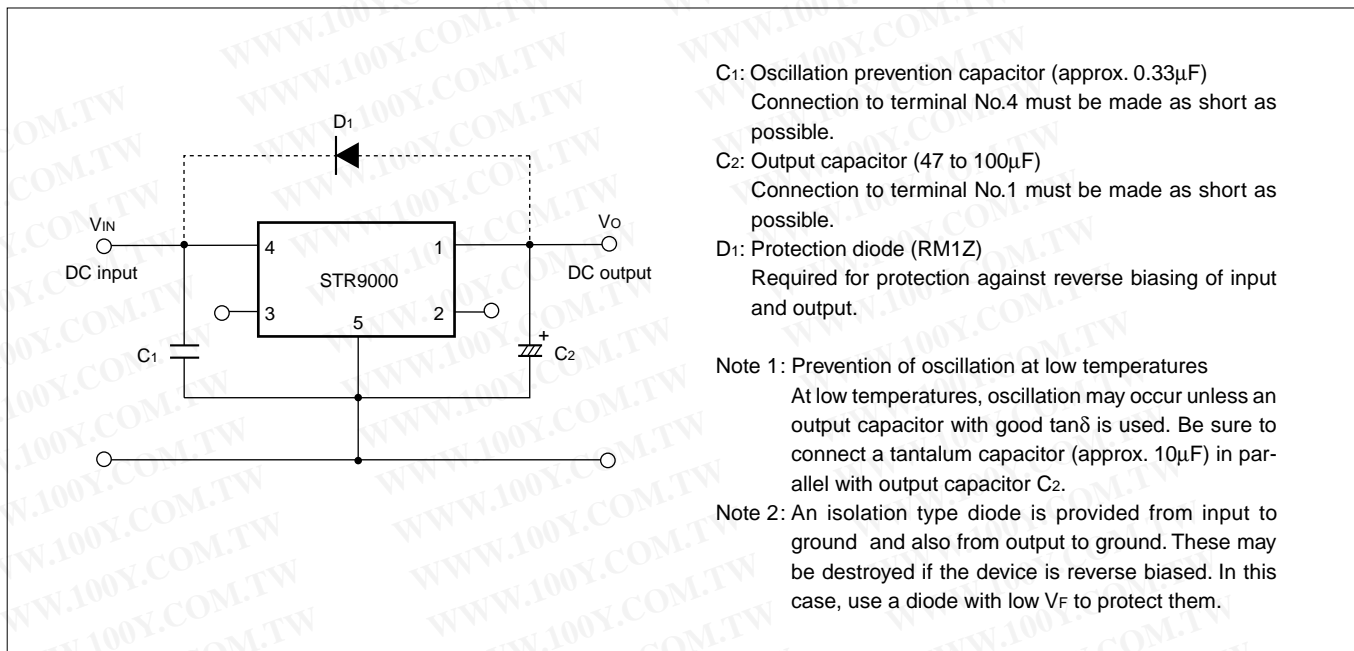 D1
VIN
DC input
4
1
STR9000
3
5
2
VO
DC output
C1
+
C2
C1: Oscillation prevention capacitor (approx. 0.33µF)
Connection to terminal No.4 must be made as short as
possible.
C2: Output capacitor (47 to 100µF)
Connection to terminal No.1 must be made as short as
possible.
D1: Protection diode (RM1Z)
Required for protection against reverse biasing of input
and output.
Note 1: Prevention of oscillation at low temperatures
At low temperatures, oscillation may occur unless an
output capacitor with good tanδ is used. Be sure to
connect a tantalum capacitor (approx. 10µF) in par-
allel with output capacitor C2.
Note 2: An isolation type diode is provided from input to
ground and also from output to ground. These may
be destroyed if the device is reverse biased. In this
case, use a diode with low VF to protect them.
WWW.100Y.COM.TW